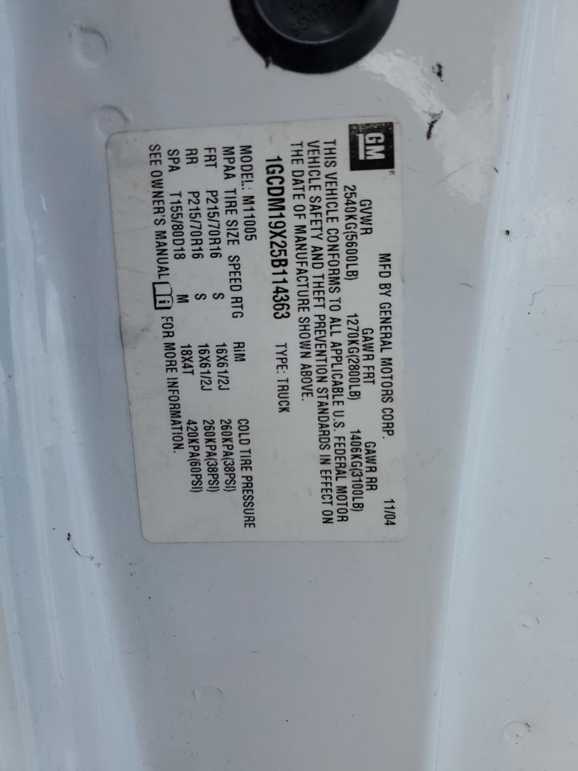 GM
MFD BY GENERAL MOTORS CORP. 11/04
GVWR GAWR FRT GAWR RR
2540KG(5600LB) 1270KG(2800LB) 1406KG(3100LB)
THIS VEHICLE CONFORMS TO ALL APPLICABLE U.S. FEDERAL MOTOR
VEHICLE SAFETY AND THEFT PREVENTION STANDARDS IN EFFECT ON
THE DATE OF MANUFACTURE SHOWN ABOVE.
1GCDM19X25B114363 TYPE: TRUCK
MODEL: M11005
MPAA TIRE SIZE SPEED RTG RIM COLD TIRE PRESSURE
FRT P215/70R16 S 16X61/2J 260KPA(38PSI)
RR P215/70R16 S 16X61/2J 260KPA(38PSI)
SPA T155/80D18 M 18X4T 420KPA(60PSI)
SEE OWNER'S MANUAL FOR MORE INFORMATION.